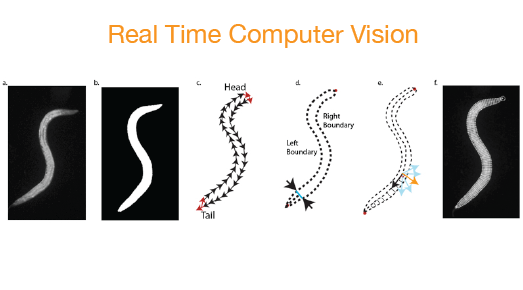 Real Time Computer Vision
a.
b.
c.
d.
e.
f.
Head
Right
Boundary
Left
Boundary
Tail